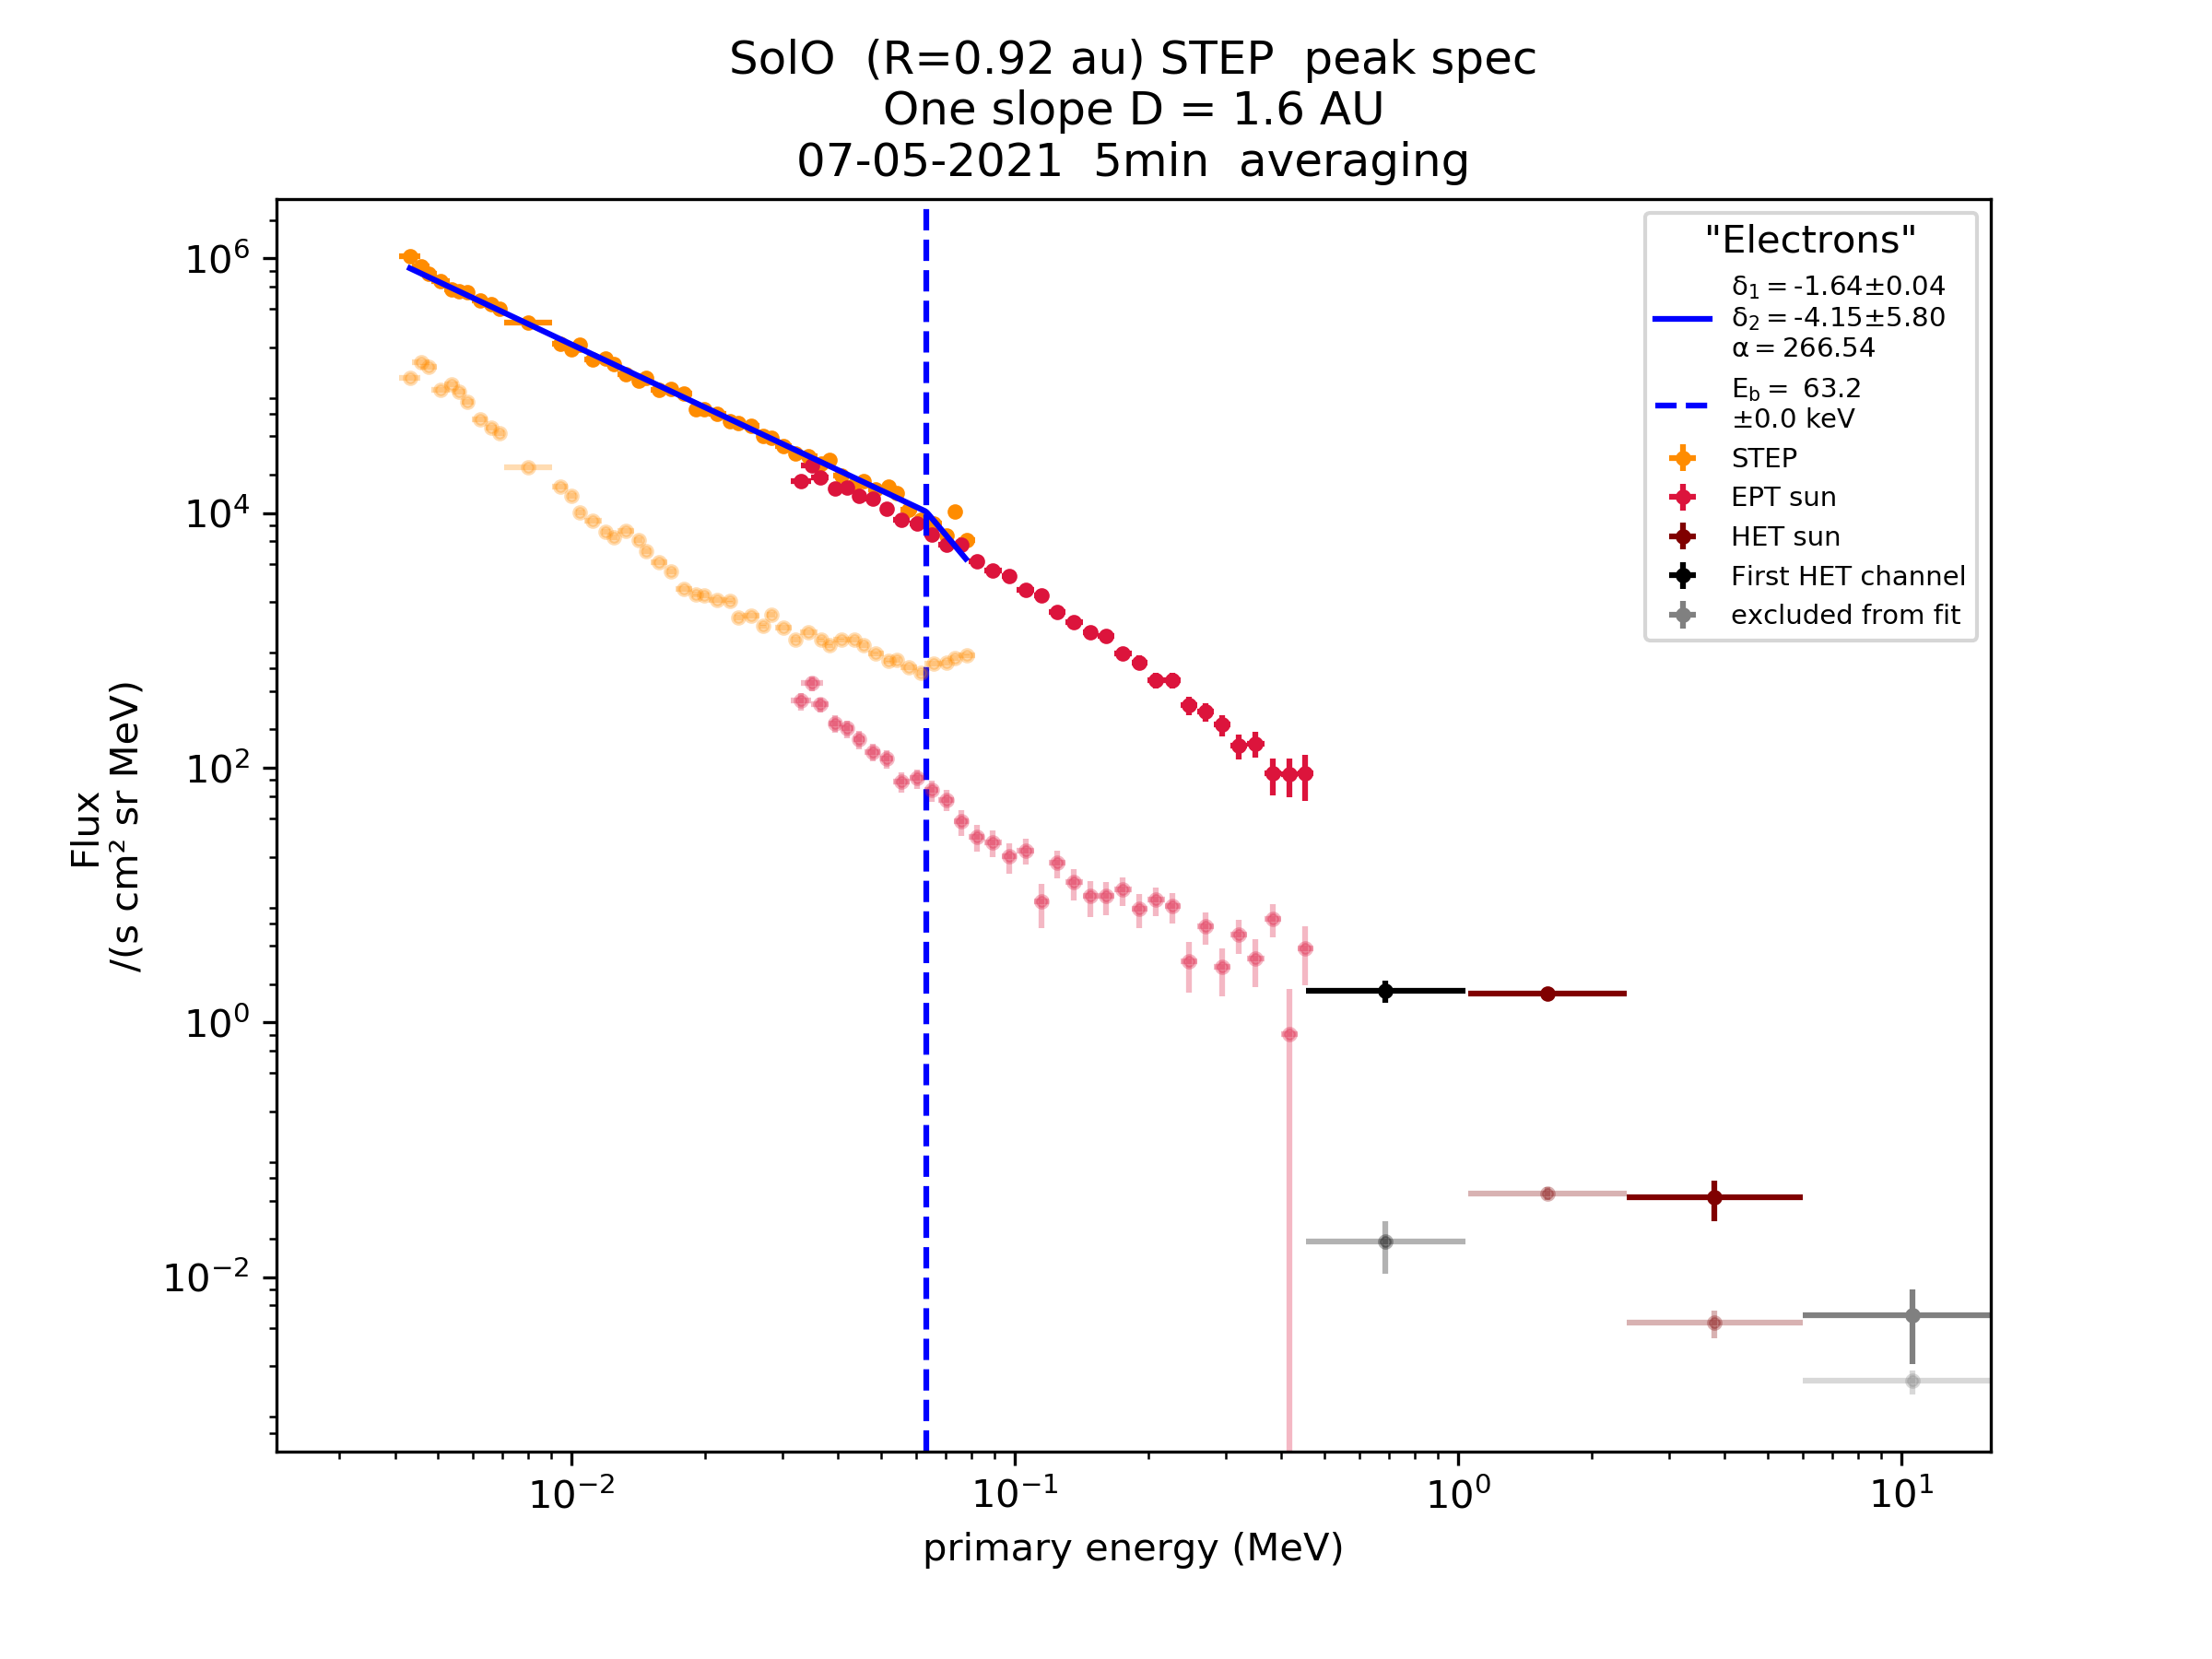 SolO  (R=0.92 au) STEP  peak spec
One slope D = 1.6 AU
07-05-2021  5min  averaging
"Electrons"
δ₁ = -1.64±0.04
δ₂ = -4.15±5.80
α = 266.54
E_b = 63.2
±0.0 keV
STEP
EPT sun
HET sun
First HET channel
excluded from fit
10⁶
10⁴
10²
10⁰
10⁻²
Flux
/(s cm² sr MeV)
10⁻²
10⁻¹
10⁰
10¹
primary energy (MeV)